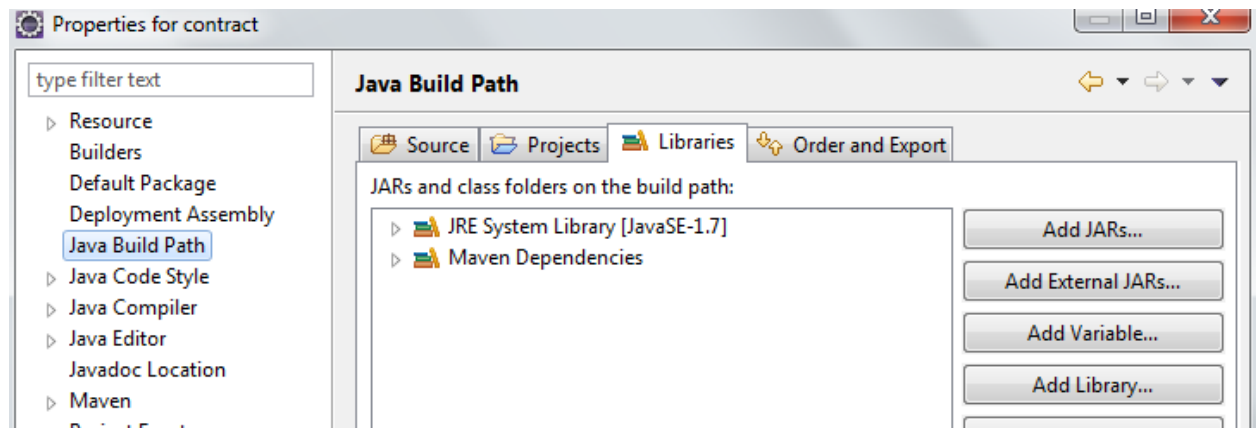 Properties for contract
type filter text
Resource
Builders
Default Package
Deployment Assembly
Java Build Path
Java Code Style
Java Compiler
Java Editor
Javadoc Location
Maven
Java Build Path
Source Projects Libraries Order and Export
JARs and class folders on the build path:
JRE System Library [JavaSE-1.7]
Maven Dependencies
Add JARs...
Add External JARs...
Add Variable...
Add Library...